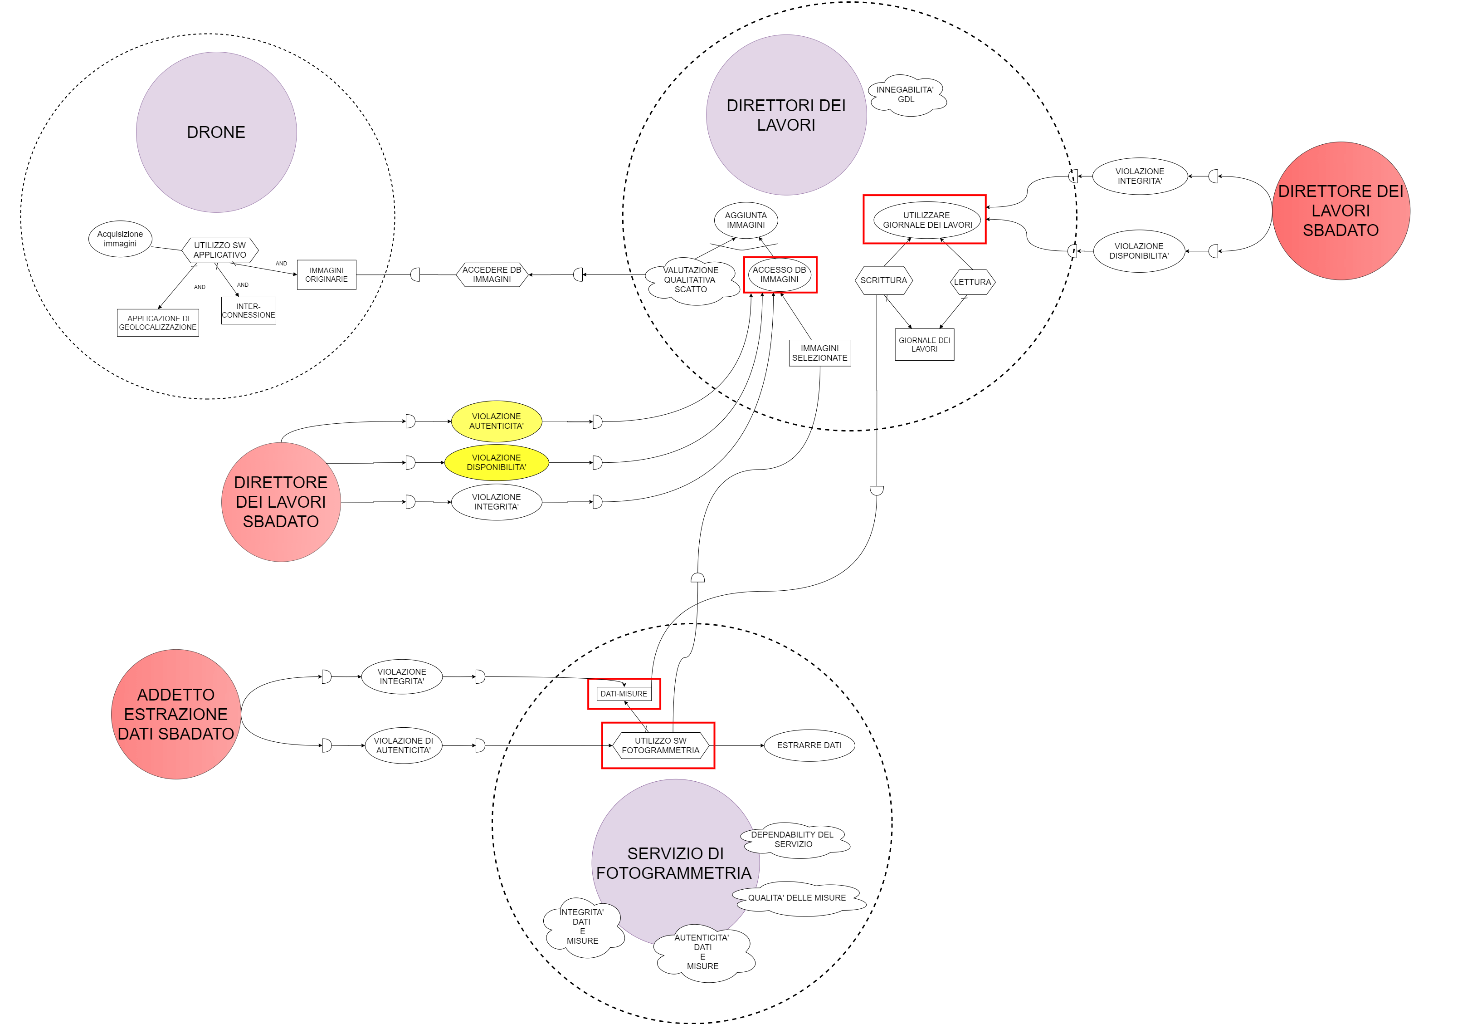 DRONE
Acquisizione
immagini
UTILIZZO SW
APPLICATIVO
AND
AND
AND
IMMAGINI
ORIGINARIE
INTER-
CONNESSIONE
APPLICAZIONE DI
GEOLOCALIZZAZIONE
ACCEDERE DB
IMMAGINI
DIRETTORI DEI
LAVORI
INNEGABILITA'
GDL
AGGIUNTA
IMMAGINI
VALUTAZIONE
QUALITATIVA
SCATTO
ACCESSO DB
IMMAGINI
IMMAGINI
SELEZIONATE
UTILIZZARE
GIORNALE DEI LAVORI
SCRITTURA
LETTURA
GIORNALE DEI
LAVORI
VIOLAZIONE
INTEGRITA'
VIOLAZIONE
DISPONIBILITA'
DIRETTORE DEI
LAVORI
SBADATO
VIOLAZIONE
AUTENTICITA'
VIOLAZIONE
DISPONIBILITA'
VIOLAZIONE
INTEGRITA'
DIRETTORE
DEI LAVORI
SBADATO
ADDETTO
ESTRAZIONE
DATI SBADATO
VIOLAZIONE
INTEGRITA'
VIOLAZIONE DI
AUTENTICITA'
DATI-MISURE
UTILIZZO SW
FOTOGRAMMETRIA
ESTRARRE DATI
SERVIZIO DI
FOTOGRAMMETRIA
DEPENDABILITY DEL
SERVIZIO
QUALITA' DELLE MISURE
INTEGRITA'
DATI
E
MISURE
AUTENTICITA'
DATI
E
MISURE